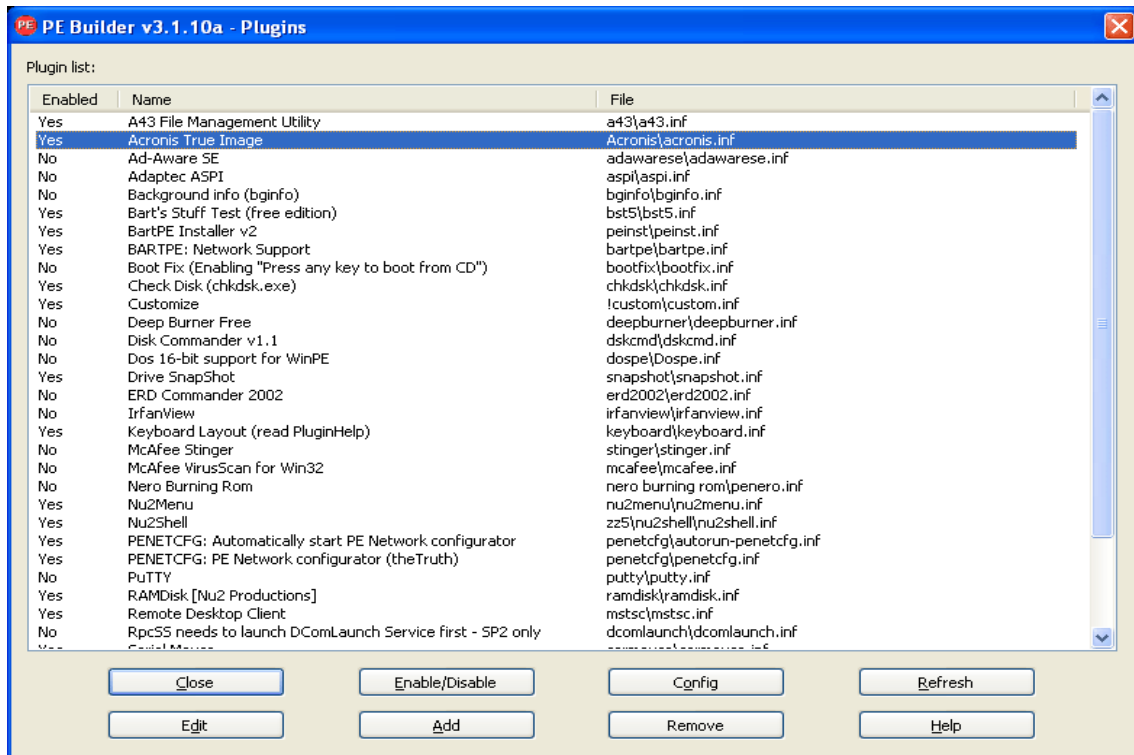 PE Builder v3.1.10a - Plugins
Plugin list:
Enabled Name File
Yes A43 File Management Utility a43\a43.inf
Yes Acronis True Image Acronis\acronis.inf
No Ad-Aware SE adawarese\adawarese.inf
No Adaptec ASPI aspi\aspi.inf
No Background info (bginfo) bginfo\bginfo.inf
Yes Bart's Stuff Test (free edition) bst5\bst5.inf
Yes BartPE Installer v2 peinst\peinst.inf
Yes BARTPE: Network Support bartpe\bartpe.inf
No Boot Fix (Enabling "Press any key to boot from CD") bootfix\bootfix.inf
Yes Check Disk (chkdsk.exe) chkdsk\chkdsk.inf
Yes Customize !custom\custom.inf
No Deep Burner Free deepburner\deepburner.inf
No Disk Commander v1.1 dskcmd\dskcmd.inf
No Dos 16-bit support for WinPE dospe\Dospe.inf
Yes Drive SnapShot snapshot\snapshot.inf
No ERD Commander 2002 erd2002\erd2002.inf
No IrfanView irfanview\irfanview.inf
Yes Keyboard Layout (read PluginHelp) keyboard\keyboard.inf
No McAfee Stinger stinger\stinger.inf
No McAfee VirusScan for Win32 mcafee\mcafee.inf
No Nero Burning Rom nero burning rom\penero.inf
Yes Nu2Menu nu2menu\nu2menu.inf
Yes Nu2Shell zz5\nu2shell\nu2shell.inf
Yes PENETCFG: Automatically start PE Network configurator penetcfg\autorun-penetcfg.inf
Yes PENETCFG: PE Network configurator (theTruth) penetcfg\penetcfg.inf
No PuTTY putty\putty.inf
Yes RAMDisk [Nu2 Productions] ramdisk\ramdisk.inf
Yes Remote Desktop Client mstsc\mstsc.inf
No RpcSS needs to launch DComLaunch Service first - SP2 only dcomlaunch\dcomlaunch.inf
Close Enable/Disable Config Refresh
Edit Add Remove Help